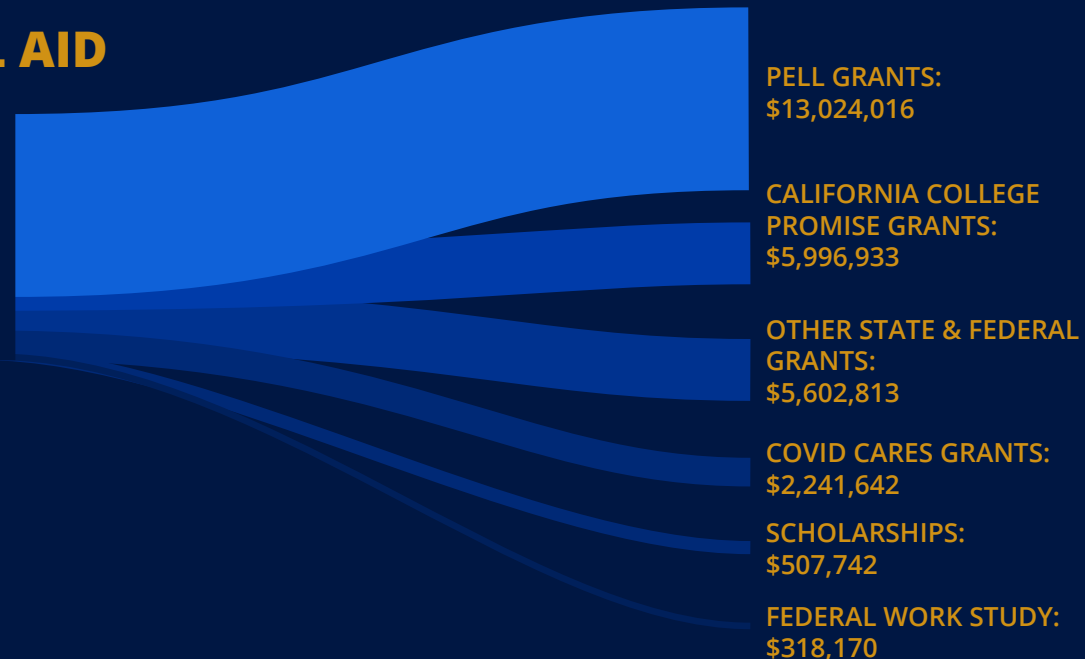 AID
PELL GRANTS:
$13,024,016
CALIFORNIA COLLEGE
PROMISE GRANTS:
$5,996,933
OTHER STATE & FEDERAL
GRANTS:
$5,602,813
COVID CARES GRANTS:
$2,241,642
SCHOLARSHIPS:
$507,742
FEDERAL WORK STUDY:
$318,170